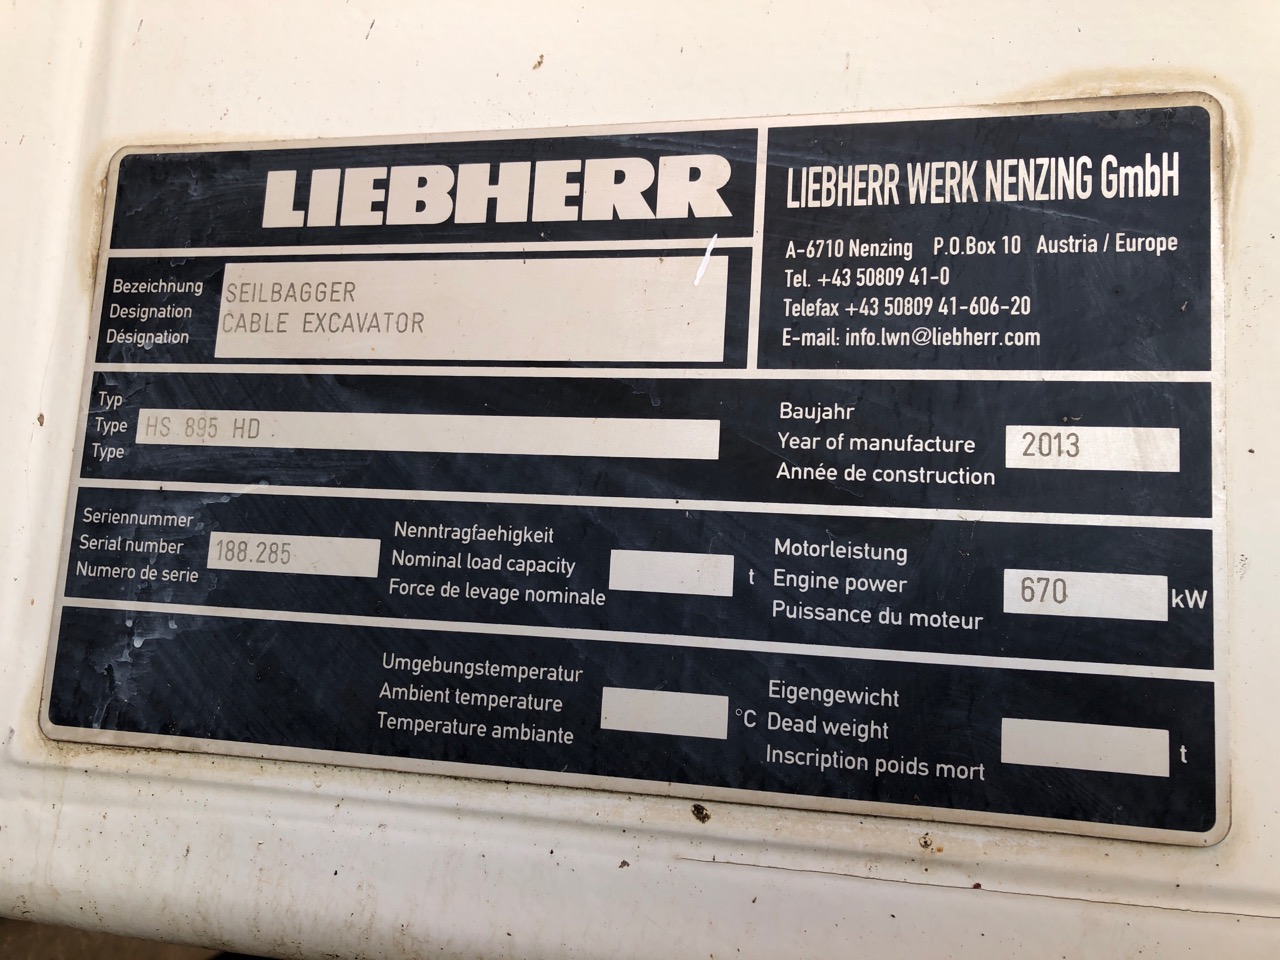 LIEBHERR
LIEBHERR WERK NENZING GmbH
A-6710 Nenzing P.O.Box 10 Austria / Europe
Tel. +43 50809 41-0
Telefax +43 50809 41-606-20
E-mail: info.lwn@liebherr.com
Bezeichnung
Designation
Désignation
SEILBAGGER
CABLE EXCAVATOR
Typ
Type
Type
HS 895 HD
Baujahr
Year of manufacture
Année de construction
2013
Seriennummer
Serial number
Numero de serie
188.285
Nenntragfaehigkeit
Nominal load capacity
Force de levage nominale
t
Motorleistung
Engine power
Puissance du moteur
670
kW
Umgebungstemperatur
Ambient temperature
Temperature ambiante
°C
Eigengewicht
Dead weight
Inscription poids mort
t